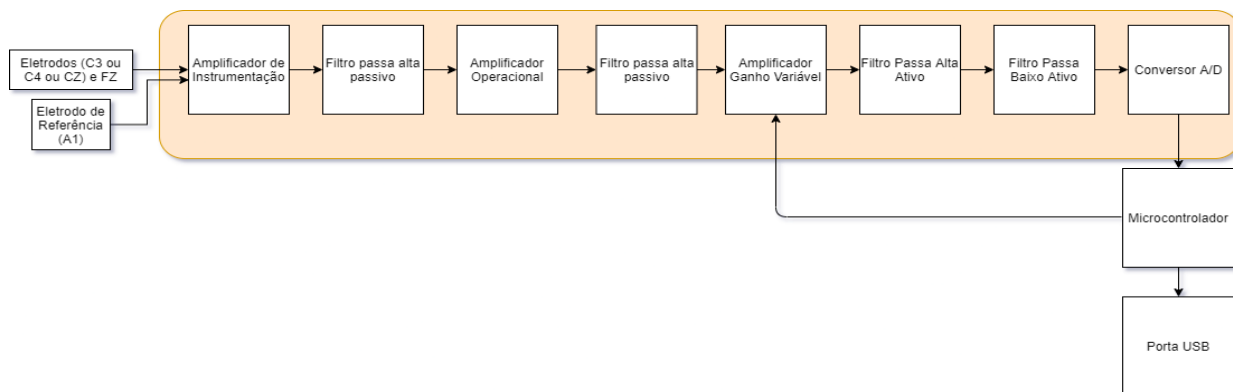 Eletrodos (C3 ou
C4 ou CZ) e FZ
Eletrodo de
Referência
(A1)
Amplificador de
Instrumentação
Filtro passa alta
passivo
Amplificador
Operacional
Filtro passa alta
passivo
Amplificador
Ganho Variável
Filtro Passa Alta
Ativo
Filtro Passa
Baixo Ativo
Conversor A/D
Microcontrolador
Porta USB